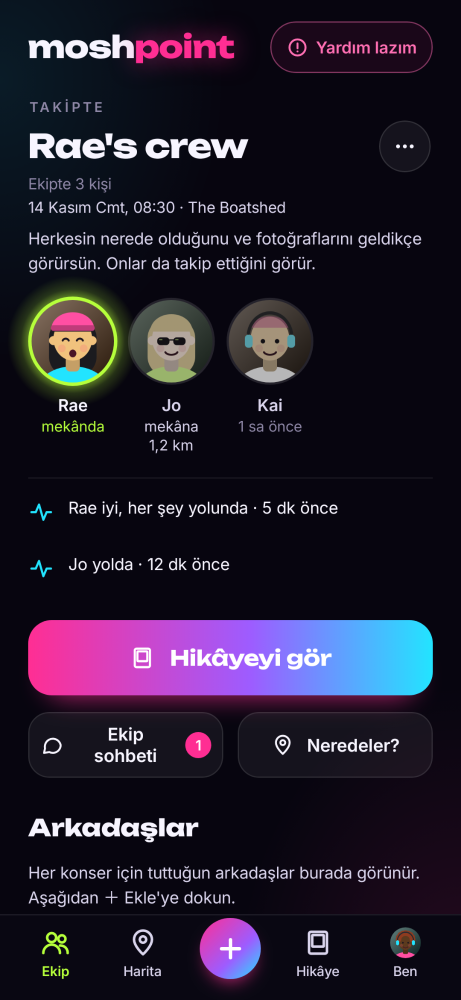 moshpoint
Yardım lazım
TAKİPTE
Rae's crew
Ekipte 3 kişi
14 Kasım Cmt, 08:30 · The Boatshed
Herkesin nerede olduğunu ve fotoğraflarını geldikçe
görürsün. Onlar da takip ettiğini görür.
Rae
mekânda
Jo
mekâna
1,2 km
Kai
1 sa önce
Rae iyi, her şey yolunda · 5 dk önce
Jo yolda · 12 dk önce
Hikâyeyi gör
Ekip
sohbeti
1
Neredeler?
Arkadaşlar
Her konser için tuttuğun arkadaşlar burada görünür.
Aşağıdan + Ekle'ye dokun.
Ekip
Harita
Hikâye
Ben